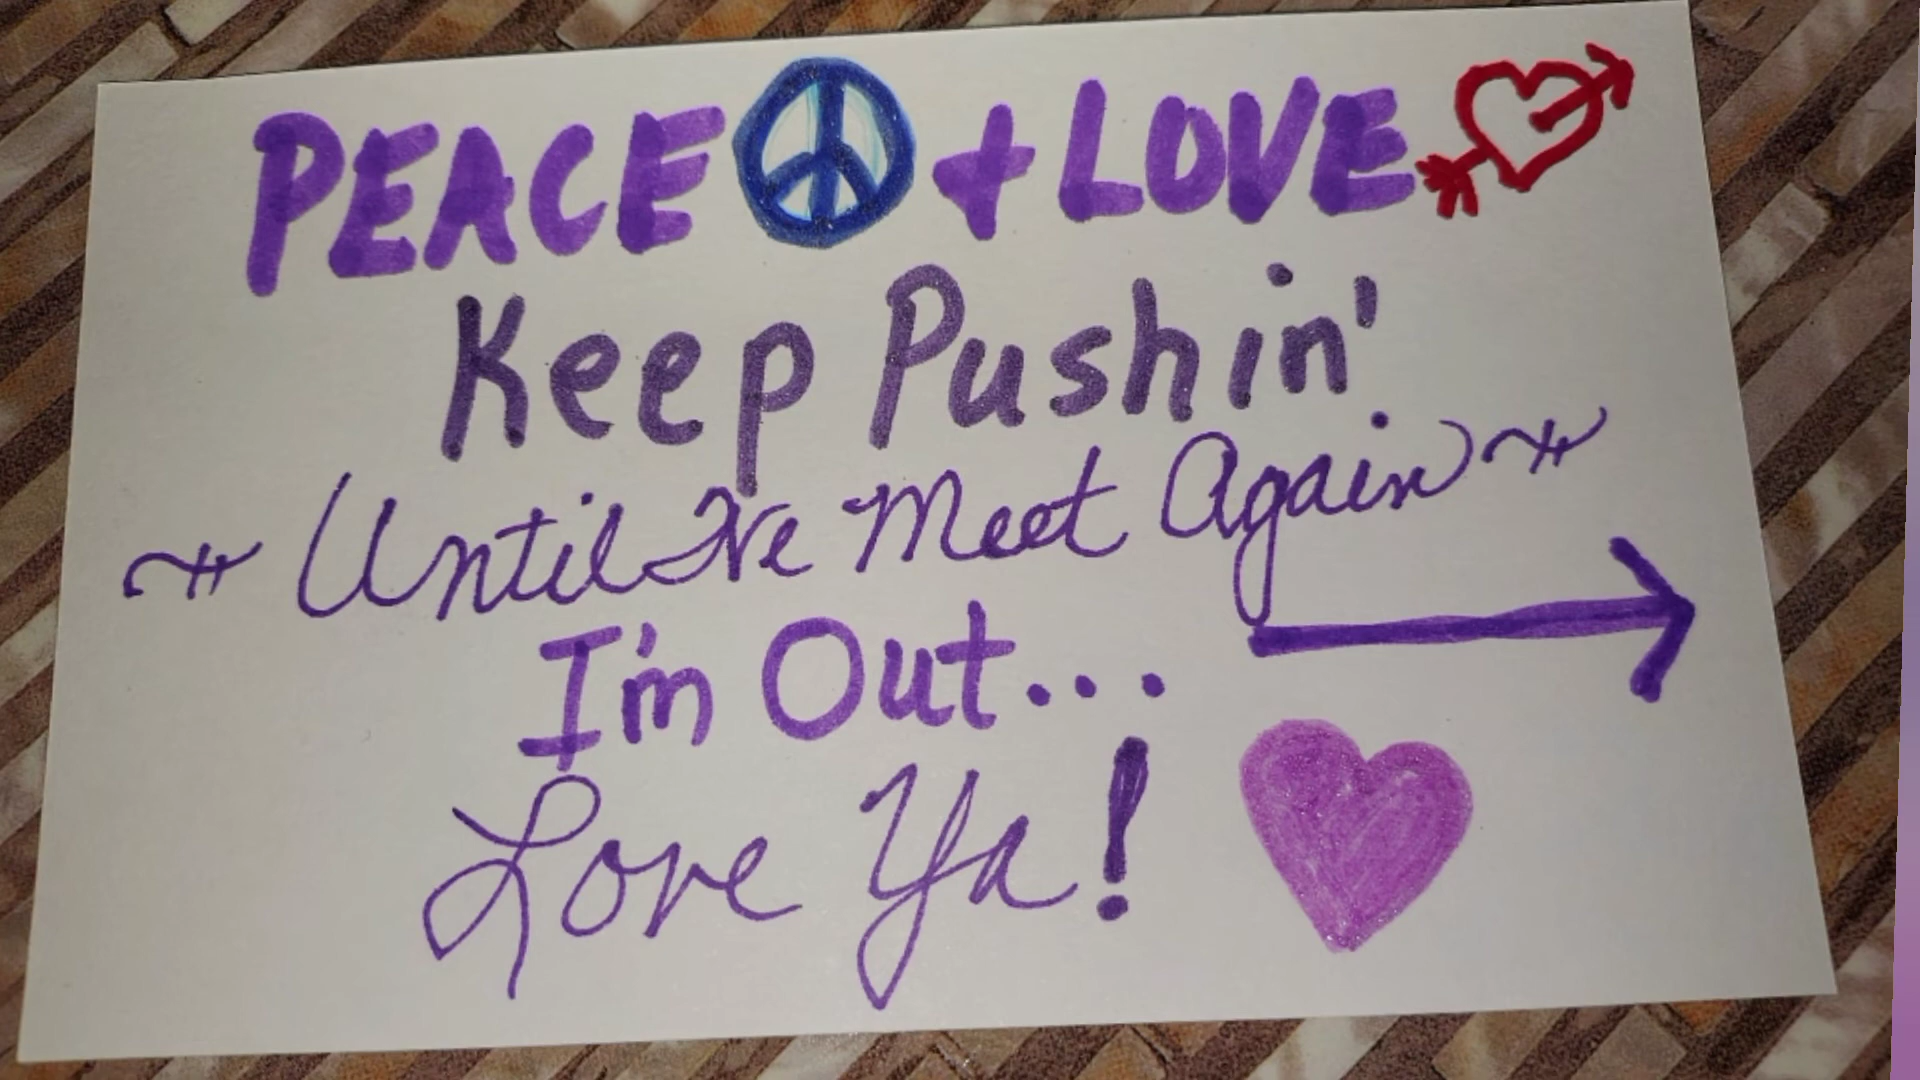 PEACE + LOVE
Keep Pushin'
Until We Meet Again
I'm Out...
Love Ya!